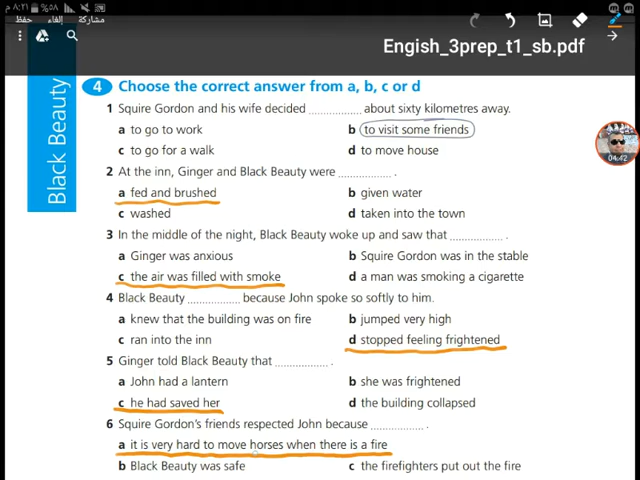 م ٨:٢١ ٥٨%
حفظ إلغاء مشاركة
Engish_3prep_t1_sb.pdf
04:42
Black Beauty
4 Choose the correct answer from a, b, c or d
1 Squire Gordon and his wife decided .................. about sixty kilometres away.
a to go to work b to visit some friends
c to go for a walk d to move house
2 At the inn, Ginger and Black Beauty were .................. .
a fed and brushed b given water
c washed d taken into the town
3 In the middle of the night, Black Beauty woke up and saw that .................. .
a Ginger was anxious b Squire Gordon was in the stable
c the air was filled with smoke d a man was smoking a cigarette
4 Black Beauty .................. because John spoke so softly to him.
a knew that the building was on fire b jumped very high
c ran into the inn d stopped feeling frightened
5 Ginger told Black Beauty that .................. .
a John had a lantern b she was frightened
c he had saved her d the building collapsed
6 Squire Gordon's friends respected John because .................. .
a it is very hard to move horses when there is a fire
b Black Beauty was safe c the firefighters put out the fire